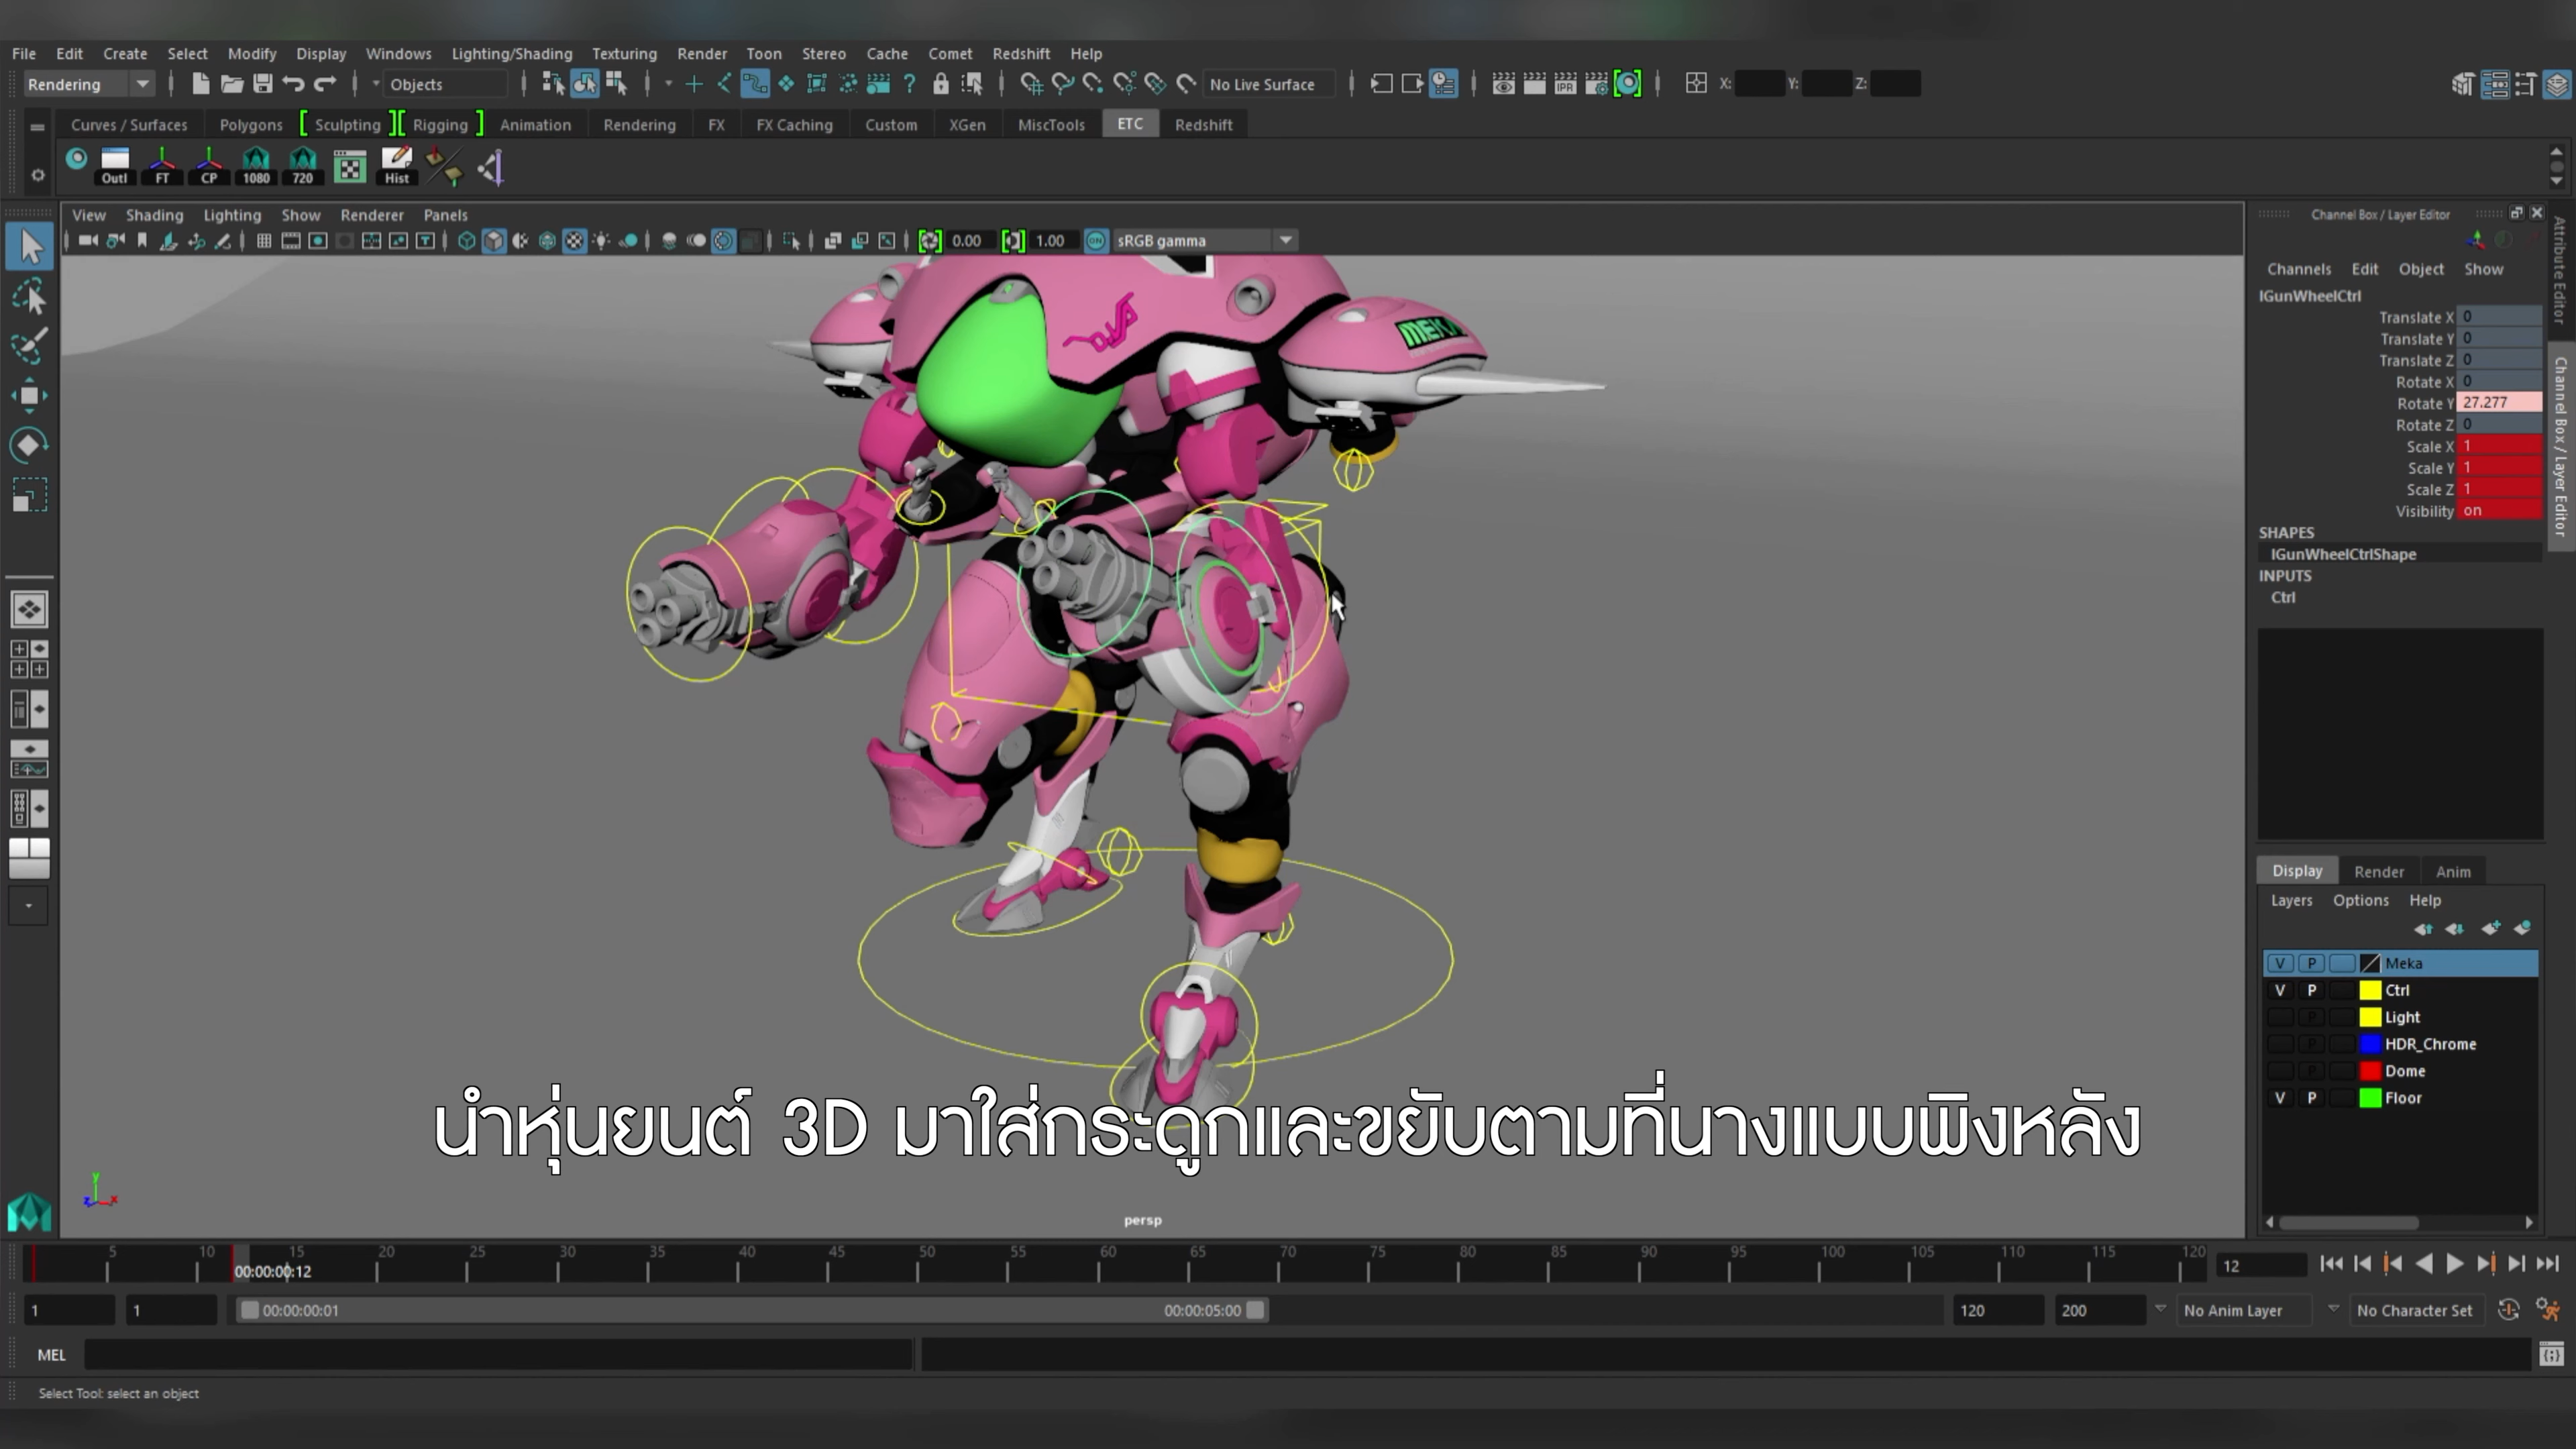 File Edit Create Select Modify Display Windows Lighting/Shading Texturing Render Toon Stereo Cache Comet Redshift Help
Rendering Objects No Live Surface IPR X: Y: Z:
Curves / Surfaces Polygons Sculpting Rigging Animation Rendering FX FX Caching Custom XGen MiscTools ETC Redshift
Outl FT CP 1080 720 Hist
View Shading Lighting Show Renderer Panels
0.00 1.00 ON sRGB gamma
Channel Box / Layer Editor
Channels Edit Object Show
lGunWheelCtrl
Translate X 0
Translate Y 0
Translate Z 0
Rotate X 0
Rotate Y 27.277
Rotate Z 0
Scale X 1
Scale Y 1
Scale Z 1
Visibility on
SHAPES
lGunWheelCtrlShape
INPUTS
Ctrl
Attribute Editor
Channel Box / Layer Editor
D.VA
MEKA
Display Render Anim
Layers Options Help
V P Meka
V P Ctrl
P Light
P HDR_Chrome
P Dome
V P Floor
นำหุ่นยนต์ 3D มาใส่กระดูกและขยับตามที่นางแบบพิงหลัง
y
z x
persp
5 10 15 20 25 30 35 40 45 50 55 60 65 70 75 80 85 90 95 100 105 110 115 120
00:00:00:12 12
1 1 00:00:00:01 00:00:05:00 120 200 No Anim Layer No Character Set
MEL
Select Tool: select an object